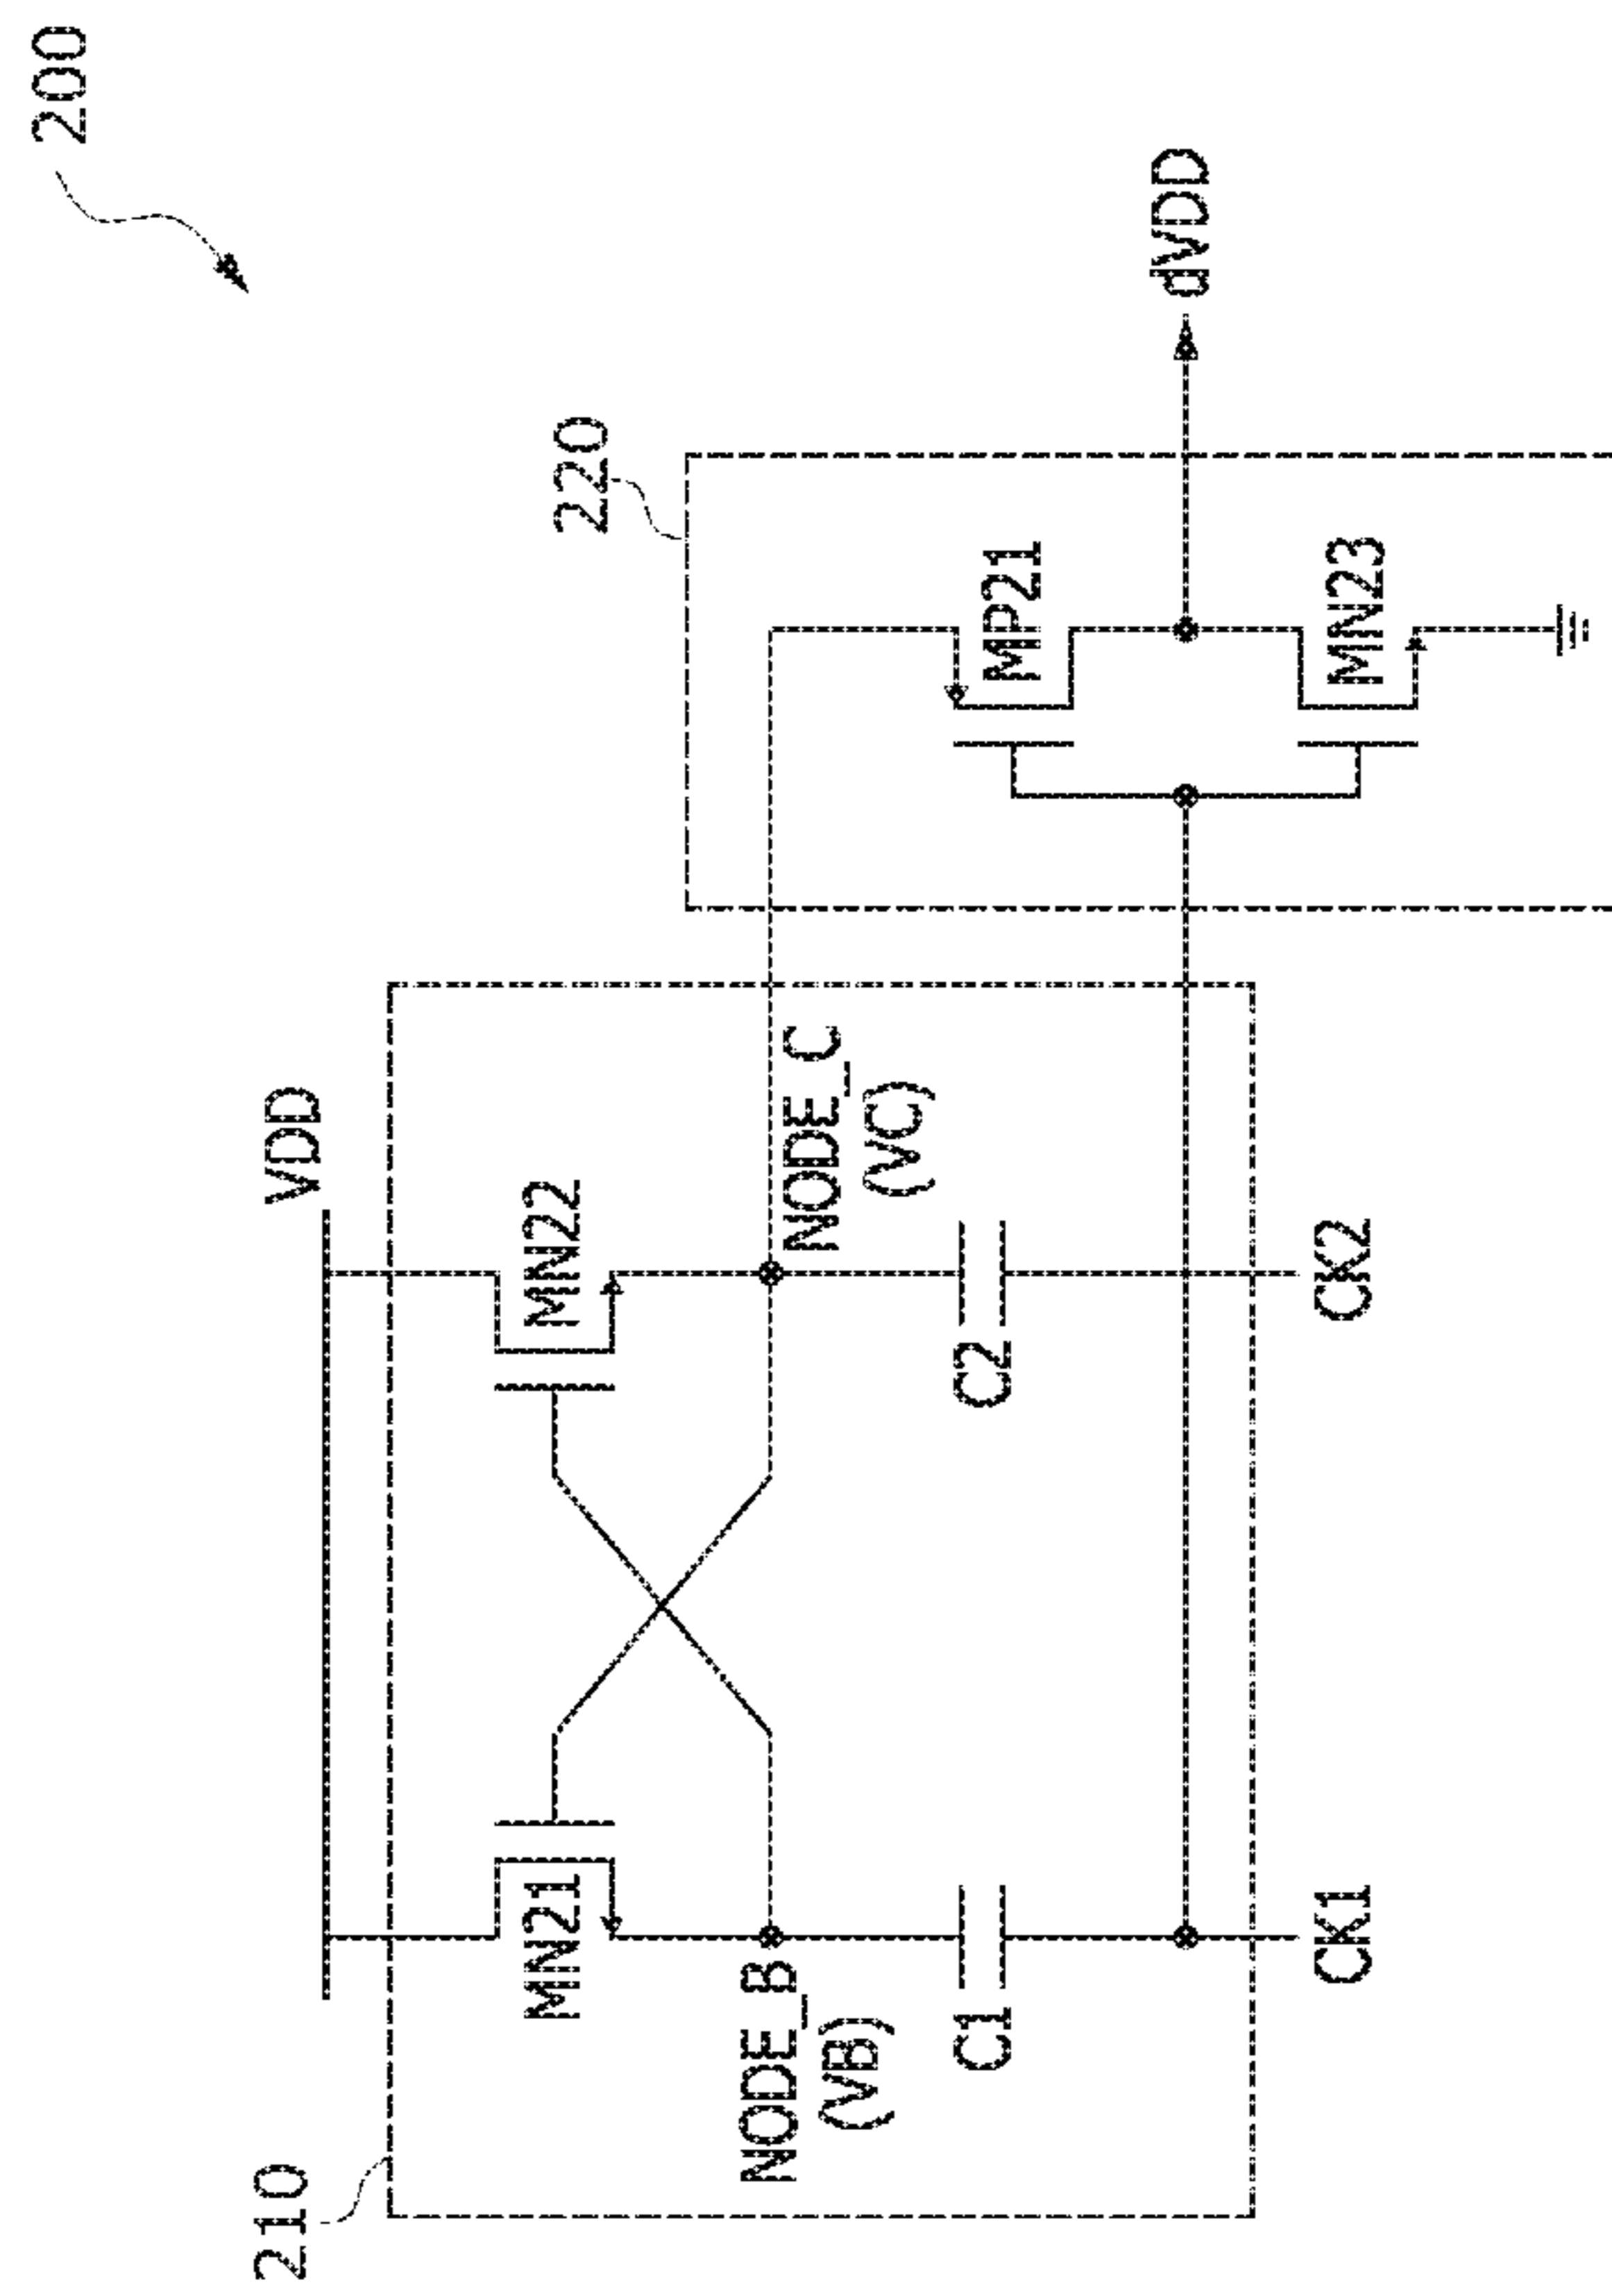 200
210
VDD
220
MN21
MN22
NODE_B
(VB)
NODE_C
(VC)
C1
C2
MP21
dVDD
MN23
CK1
CK2